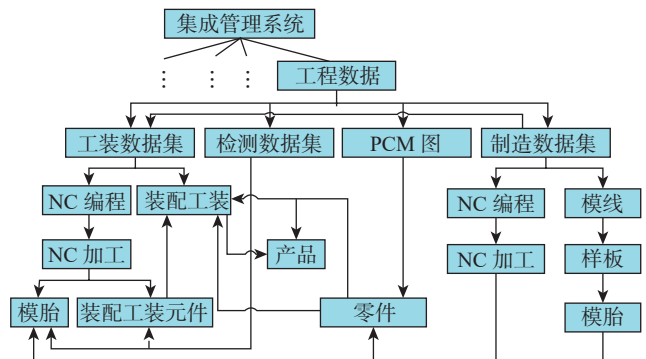 集成管理系统
工程数据
工装数据集
检测数据集
PCM 图
制造数据集
NC 编程
装配工装
NC 编程
模线
NC 加工
产品
NC 加工
样板
模胎
装配工装元件
零件
模胎